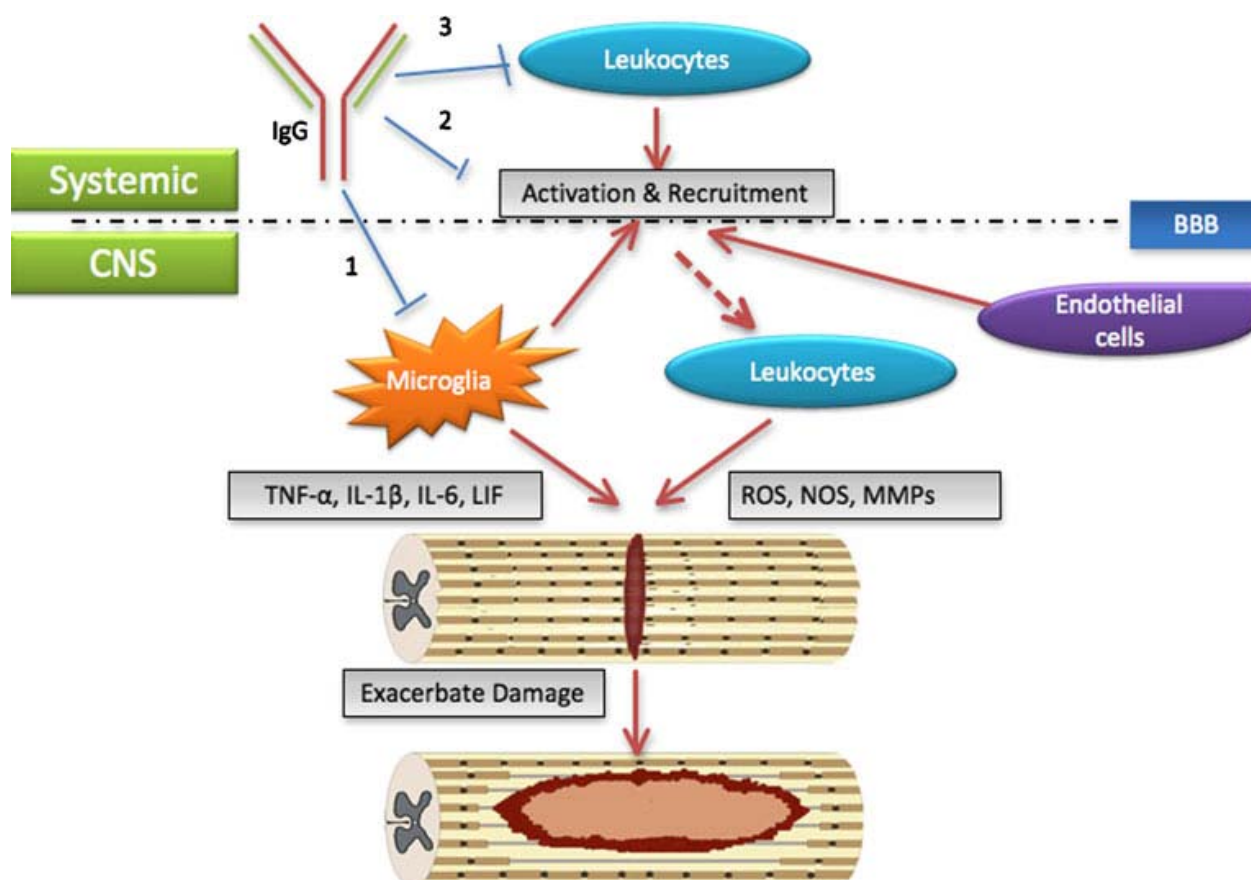 3
Leukocytes
IgG
2
Systemic
Activation & Recruitment
BBB
CNS
1
Endothelial
cells
Microglia
Leukocytes
TNF-α, IL-1β, IL-6, LIF
ROS, NOS, MMPs
Exacerbate Damage